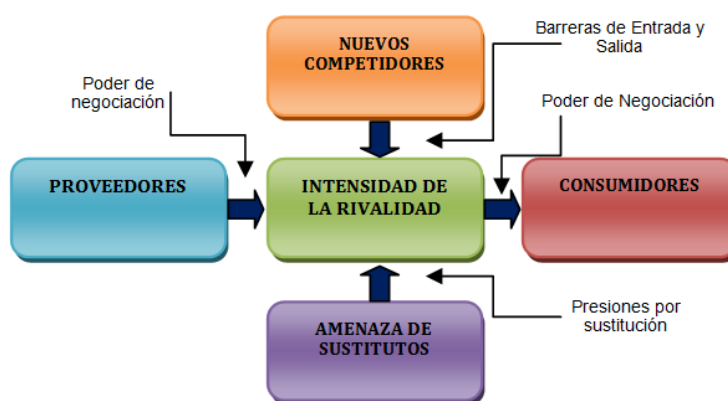 Barreras de Entrada y
Salida
NUEVOS
COMPETIDORES
Poder de
negociación
Poder de Negociación
PROVEEDORES
INTENSIDAD DE
LA RIVALIDAD
CONSUMIDORES
Presiones por
sustitución
AMENAZA DE
SUSTITUTOS